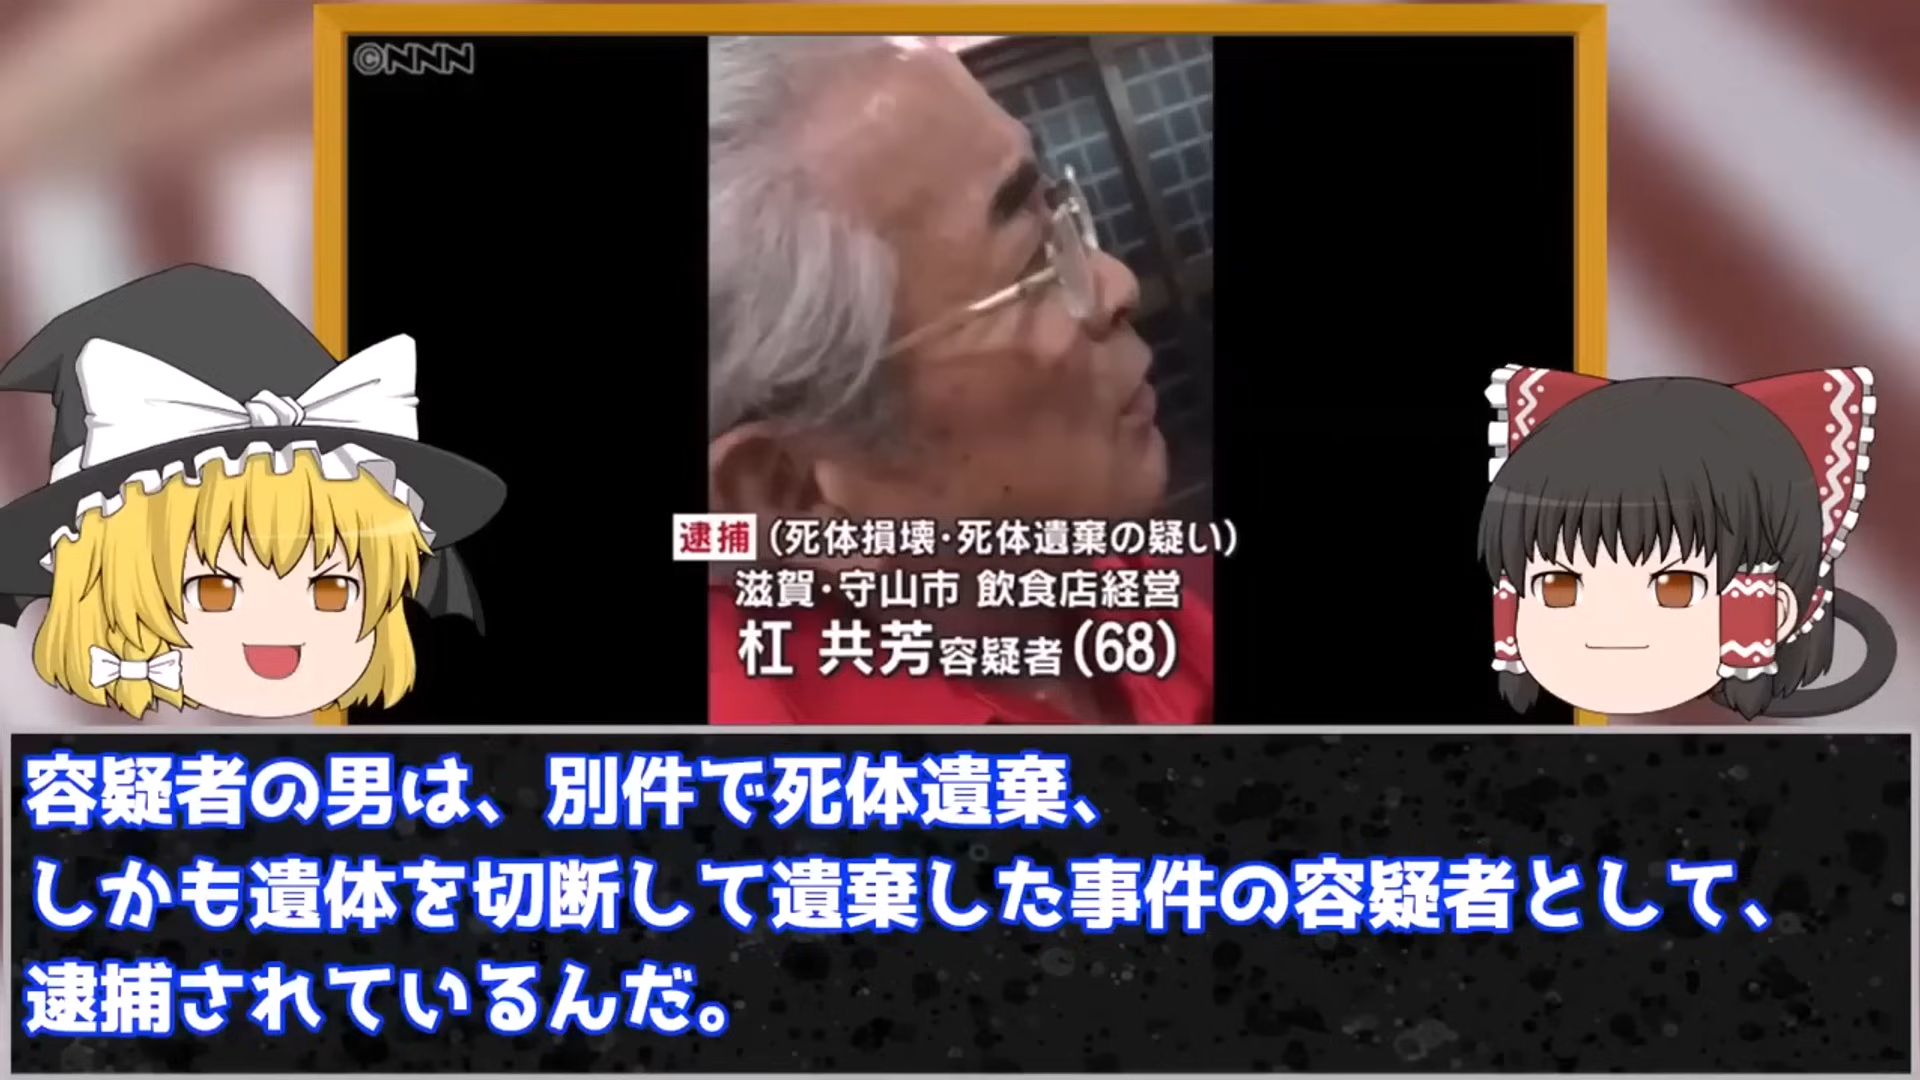 ©NNN
逮捕（死体損壊・死体遺棄の疑い）
滋賀・守山市 飲食店経営
杠 共芳容疑者（68）
容疑者の男は、別件で死体遺棄、
しかも遺体を切断して遺棄した事件の容疑者として、
逮捕されているんだ。